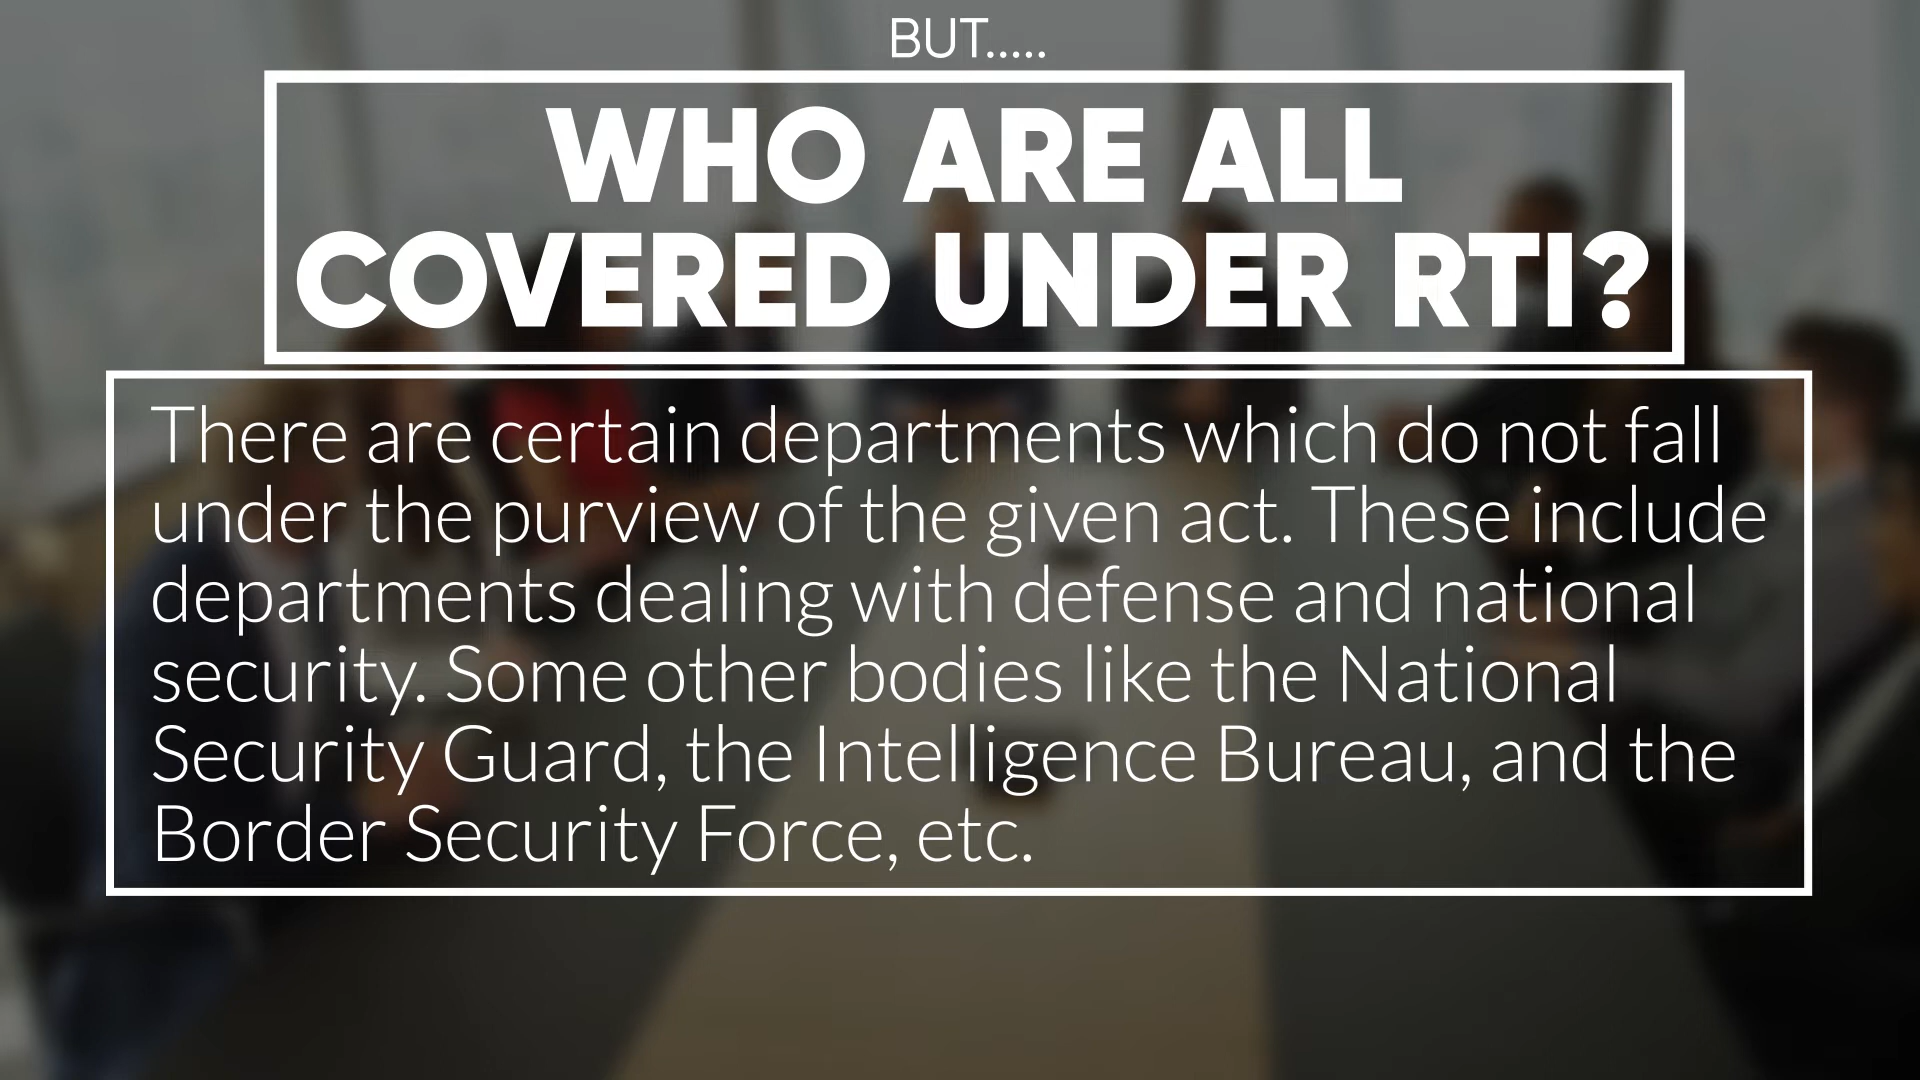 BUT.....
WHO ARE ALL
COVERED UNDER RTI?
There are certain departments which do not fall
under the purview of the given act. These include
departments dealing with defense and national
security. Some other bodies like the National
Security Guard, the Intelligence Bureau, and the
Border Security Force, etc.